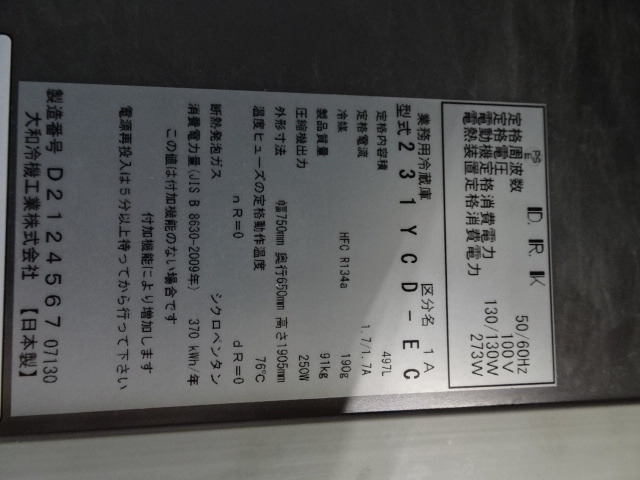 PS E D.R.K
定格周波数 50/60Hz
定格電圧 100V
電動機定格消費電力 130/130W
電熱装置定格消費電力 273W
業務用冷蔵庫 区分名 1A
型式 231YCD-EC
定格内容積 497L
定格電流 1.7/1.7A
冷媒 HFC R134a 190g
製品質量 91kg
圧縮機出力 250W
外形寸法 幅750mm 奥行650mm 高さ1905mm
温度ヒューズの定格動作温度 76℃
nR=0 dR=0
断熱発泡ガス シクロペンタン
消費電力量(JIS B 8630-2009年) 370 kWh/年
この値は付加機能のない場合です
付加機能により増加します
電源再投入は5分以上待ってから行って下さい
製造番号 D2124567 07130
大和冷機工業株式会社 【日本製】